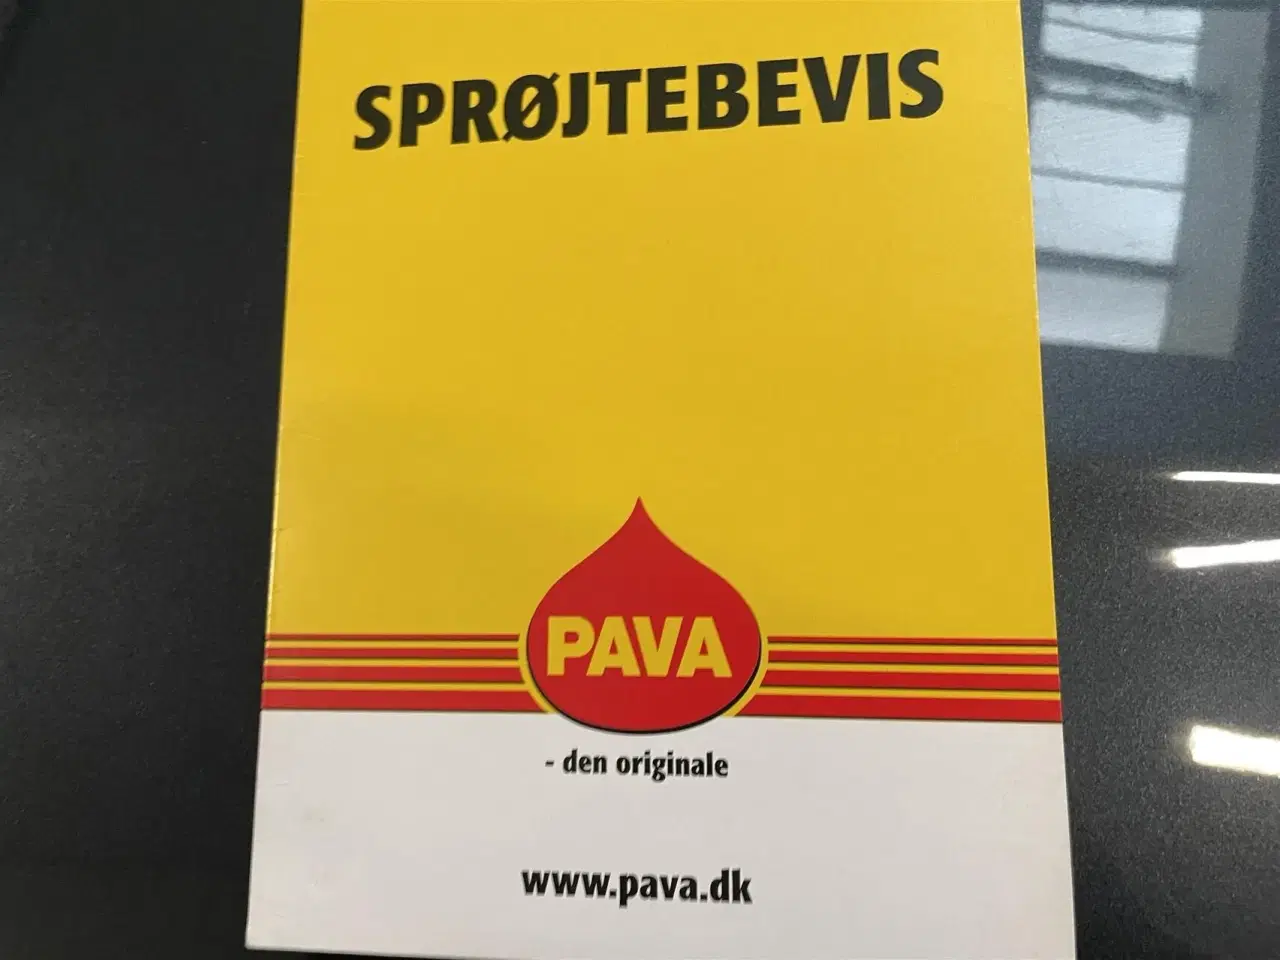 SPRØJTEBEVIS
PAVA
- den originale
www.pava.dk